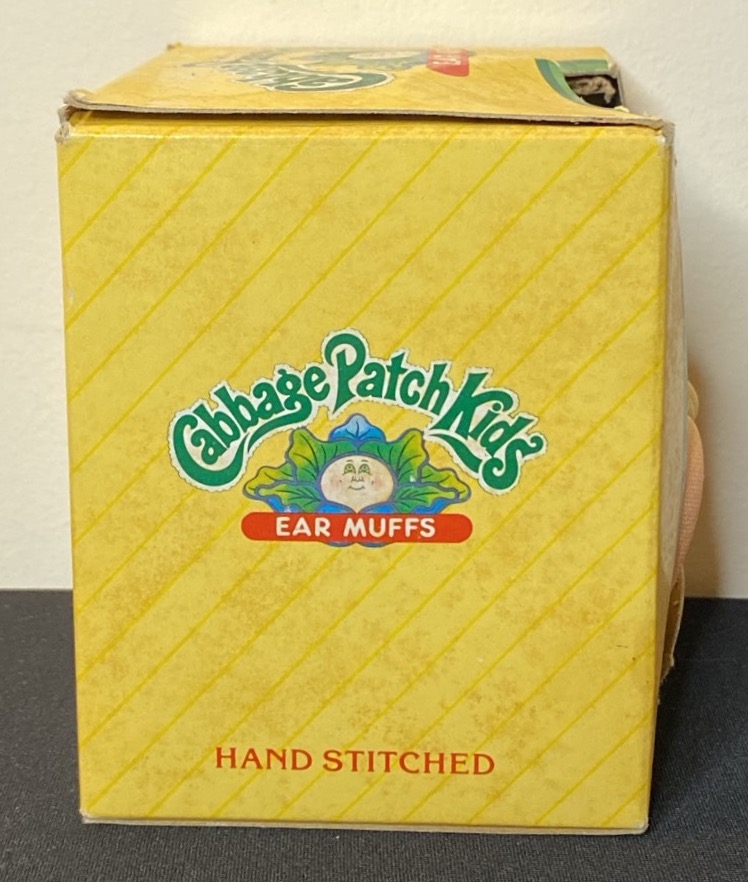 Cabbage Patch Kids
EAR MUFFS
HAND STITCHED